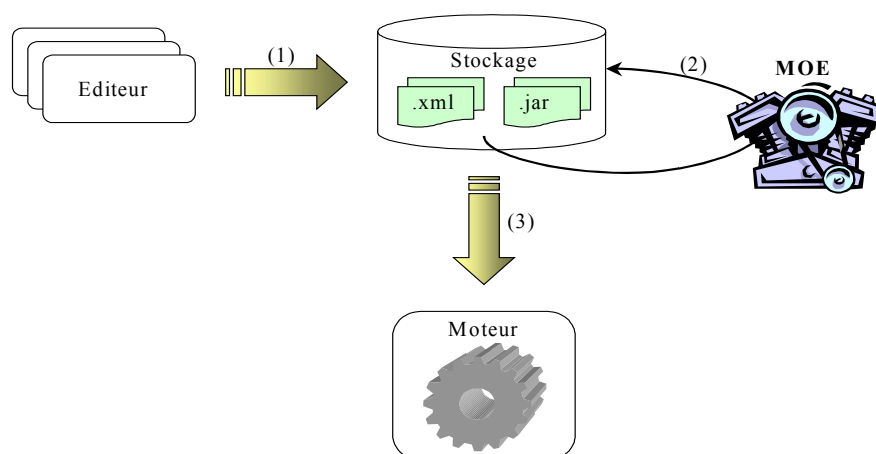 (1)
Stockage
(2)
MOE
Editeur
.xml
.jar
(3)
Moteur